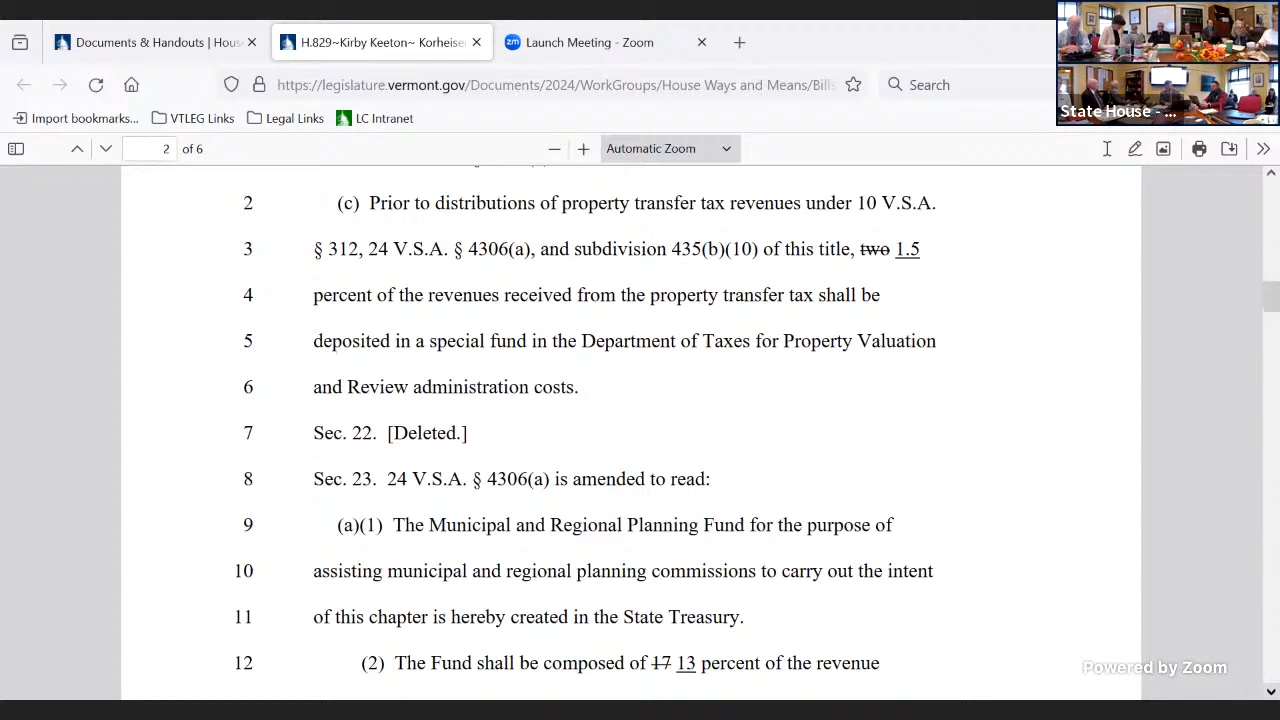 Documents & Handouts | Hous
H.829~Kirby Keeton~ Korheise
Launch Meeting - Zoom
https://legislature.vermont.gov/Documents/2024/WorkGroups/House Ways and Means/Bills
Search
Import bookmarks...
VTLEG Links
Legal Links
LC Intranet
State House - ...
2 of 6
Automatic Zoom
2 (c) Prior to distributions of property transfer tax revenues under 10 V.S.A.
3 § 312, 24 V.S.A. § 4306(a), and subdivision 435(b)(10) of this title, two 1.5
4 percent of the revenues received from the property transfer tax shall be
5 deposited in a special fund in the Department of Taxes for Property Valuation
6 and Review administration costs.
7 Sec. 22. [Deleted.]
8 Sec. 23. 24 V.S.A. § 4306(a) is amended to read:
9 (a)(1) The Municipal and Regional Planning Fund for the purpose of
10 assisting municipal and regional planning commissions to carry out the intent
11 of this chapter is hereby created in the State Treasury.
12 (2) The Fund shall be composed of 17 13 percent of the revenue
Powered by Zoom